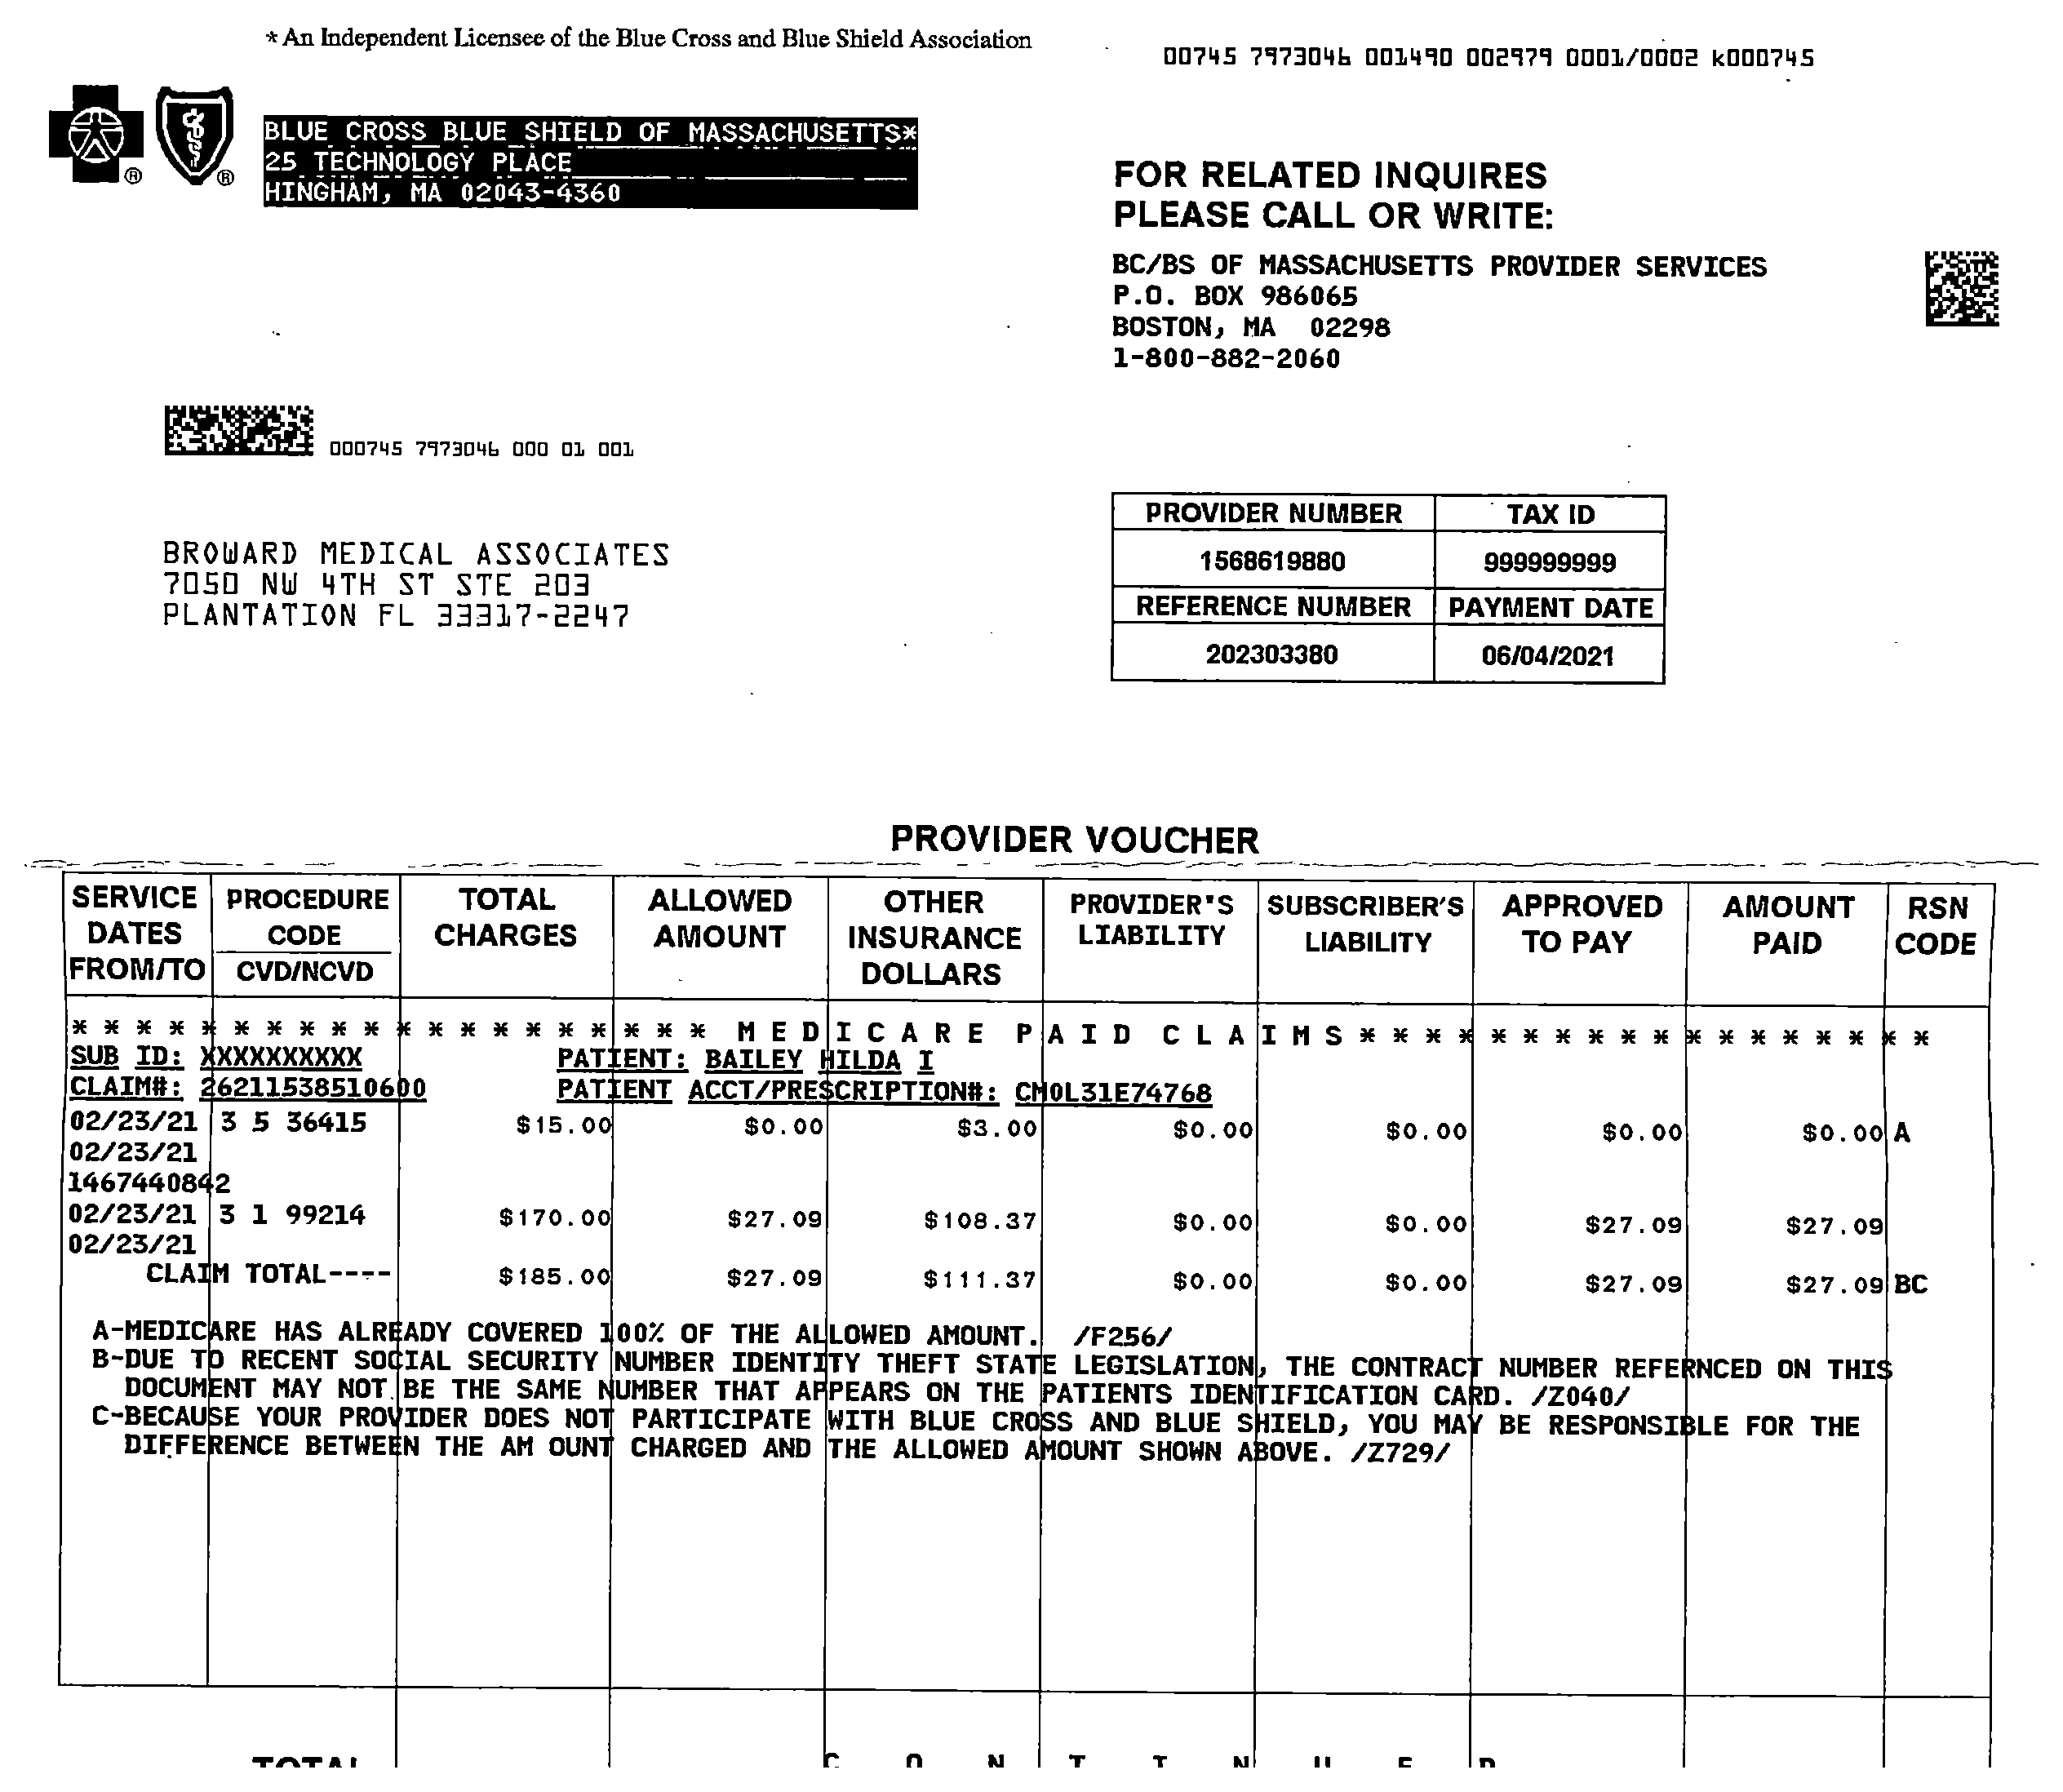 * An Independent Licensee of the Blue Cross and Blue Shield Association
00745 7973046 001490 002979 0001/0002 k000745
BLUE CROSS BLUE SHIELD OF MASSACHUSETTS*
25 TECHNOLOGY PLACE
HINGHAM, MA 02043-4360
® ®
FOR RELATED INQUIRES
PLEASE CALL OR WRITE:
BC/BS OF MASSACHUSETTS PROVIDER SERVICES
P.O. BOX 986065
BOSTON, MA 02298
1-800-882-2060
000745 7973046 000 01 001
BROWARD MEDICAL ASSOCIATES
7050 NW 4TH ST STE 203
PLANTATION FL 33317-2247
PROVIDER NUMBER TAX ID
1568619880 999999999
REFERENCE NUMBER PAYMENT DATE
202303380 06/04/2021
PROVIDER VOUCHER
SERVICE DATES FROM/TO PROCEDURE CODE CVD/NCVD TOTAL CHARGES ALLOWED AMOUNT OTHER INSURANCE DOLLARS PROVIDER'S LIABILITY SUBSCRIBER'S LIABILITY APPROVED TO PAY AMOUNT PAID RSN CODE
* * * * * * * * * * * * * * * * * * * * M E D I C A R E P A I D C L A I M S * * * * * * * * * * * * * * * * * *
SUB ID: XXXXXXXXXX PATIENT: BAILEY HILDA I
CLAIM#: 26211538510600 PATIENT ACCT/PRESCRIPTION#: CM0L31E74768
02/23/21 3 5 36415 $15.00 $0.00 $3.00 $0.00 $0.00 $0.00 $0.00 A
02/23/21
1467440842
02/23/21 3 1 99214 $170.00 $27.09 $108.37 $0.00 $0.00 $27.09 $27.09
02/23/21
CLAIM TOTAL---- $185.00 $27.09 $111.37 $0.00 $0.00 $27.09 $27.09 BC
A-MEDICARE HAS ALREADY COVERED 100% OF THE ALLOWED AMOUNT. /F256/
B-DUE TO RECENT SOCIAL SECURITY NUMBER IDENTITY THEFT STATE LEGISLATION, THE CONTRACT NUMBER REFERNCED ON THIS
DOCUMENT MAY NOT BE THE SAME NUMBER THAT APPEARS ON THE PATIENTS IDENTIFICATION CARD. /Z040/
C-BECAUSE YOUR PROVIDER DOES NOT PARTICIPATE WITH BLUE CROSS AND BLUE SHIELD, YOU MAY BE RESPONSIBLE FOR THE
DIFFERENCE BETWEEN THE AM OUNT CHARGED AND THE ALLOWED AMOUNT SHOWN ABOVE. /Z729/
TOTAL C O N T I N U E D